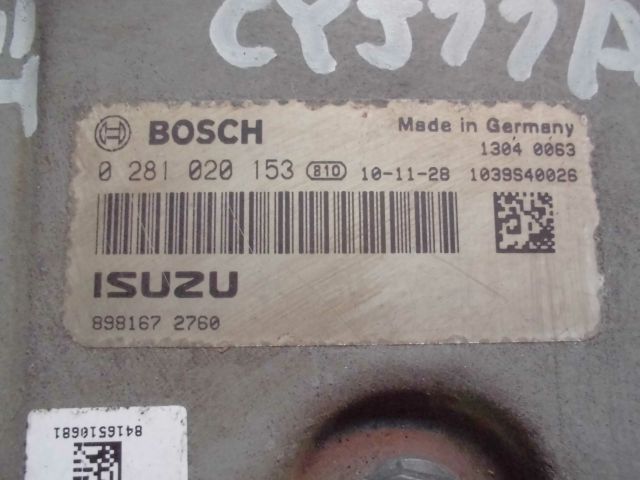 CYJ77A
BOSCH Made in Germany
1304 0063
0 281 020 153 810 10-11-28 1039S40026
ISUZU
898167 2760
8416510681